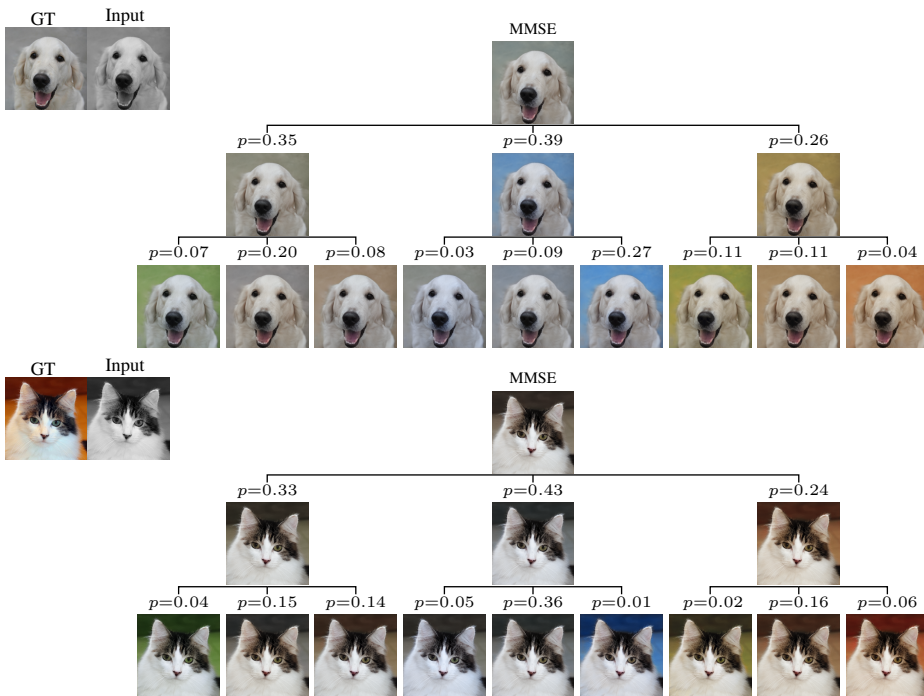 GT Input
MMSE
p=0.35 p=0.39 p=0.26
p=0.07 p=0.20 p=0.08 p=0.03 p=0.09 p=0.27 p=0.11 p=0.11 p=0.04
GT Input
MMSE
p=0.33 p=0.43 p=0.24
p=0.04 p=0.15 p=0.14 p=0.05 p=0.36 p=0.01 p=0.02 p=0.16 p=0.06